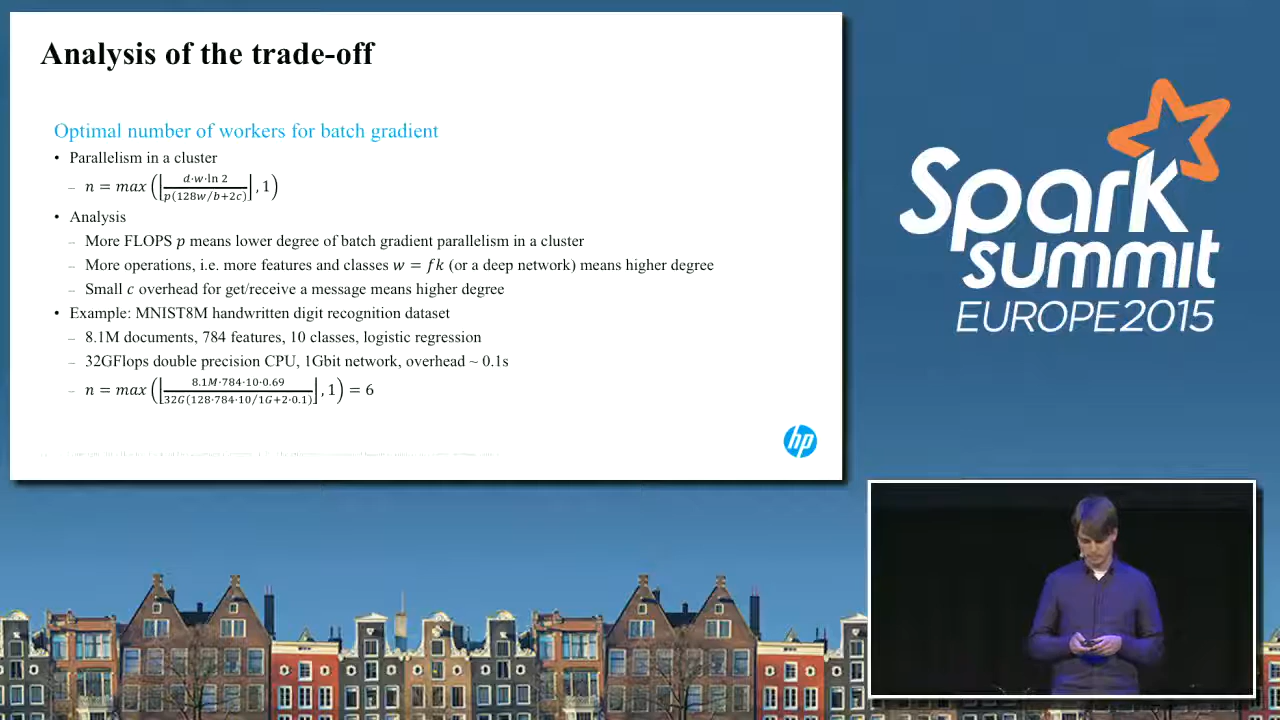 Analysis of the trade-off
Optimal number of workers for batch gradient
• Parallelism in a cluster
– n = max(⌊d·w·ln 2 / p(128w/b+2c)⌋, 1)
• Analysis
– More FLOPS p means lower degree of batch gradient parallelism in a cluster
– More operations, i.e. more features and classes w = fk (or a deep network) means higher degree
– Small c overhead for get/receive a message means higher degree
• Example: MNIST8M handwritten digit recognition dataset
– 8.1M documents, 784 features, 10 classes, logistic regression
– 32GFlops double precision CPU, 1Gbit network, overhead ~ 0.1s
– n = max(⌊8.1M·784·10·0.69 / 32G(128·784·10/1G+2·0.1)⌋, 1) = 6
hp
Spark
summit
EUROPE 2015